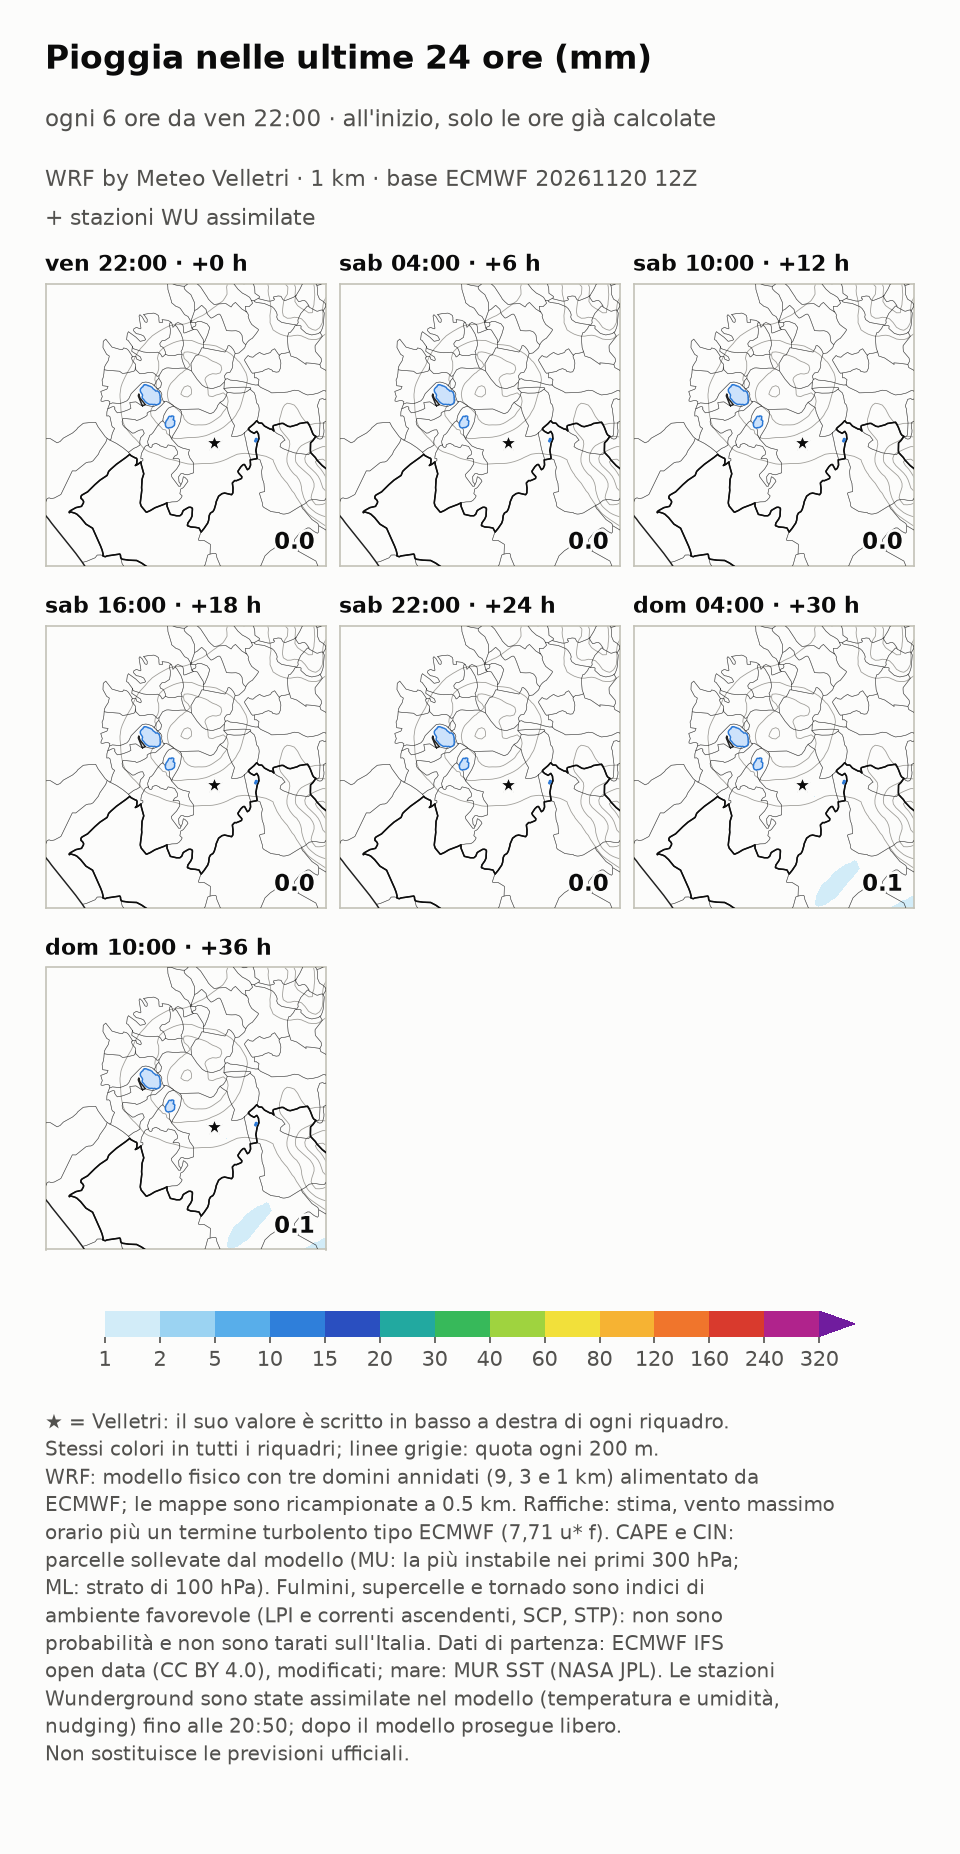 Pioggia nelle ultime 24 ore (mm)
ogni 6 ore da ven 22:00 · all'inizio, solo le ore già calcolate
WRF by Meteo Velletri · 1 km · base ECMWF 20261120 12Z
+ stazioni WU assimilate
ven 22:00 · +0 h
sab 04:00 · +6 h
sab 10:00 · +12 h
0.0
0.0
0.0
sab 16:00 · +18 h
sab 22:00 · +24 h
dom 04:00 · +30 h
0.0
0.0
0.1
dom 10:00 · +36 h
0.1
1 2 5 10 15 20 30 40 60 80 120 160 240 320
★ = Velletri: il suo valore è scritto in basso a destra di ogni riquadro.
Stessi colori in tutti i riquadri; linee grigie: quota ogni 200 m.
WRF: modello fisico con tre domini annidati (9, 3 e 1 km) alimentato da
ECMWF; le mappe sono ricampionate a 0.5 km. Raffiche: stima, vento massimo
orario più un termine turbolento tipo ECMWF (7,71 u* f). CAPE e CIN:
parcelle sollevate dal modello (MU: la più instabile nei primi 300 hPa;
ML: strato di 100 hPa). Fulmini, supercelle e tornado sono indici di
ambiente favorevole (LPI e correnti ascendenti, SCP, STP): non sono
probabilità e non sono tarati sull'Italia. Dati di partenza: ECMWF IFS
open data (CC BY 4.0), modificati; mare: MUR SST (NASA JPL). Le stazioni
Wunderground sono state assimilate nel modello (temperatura e umidità,
nudging) fino alle 20:50; dopo il modello prosegue libero.
Non sostituisce le previsioni ufficiali.